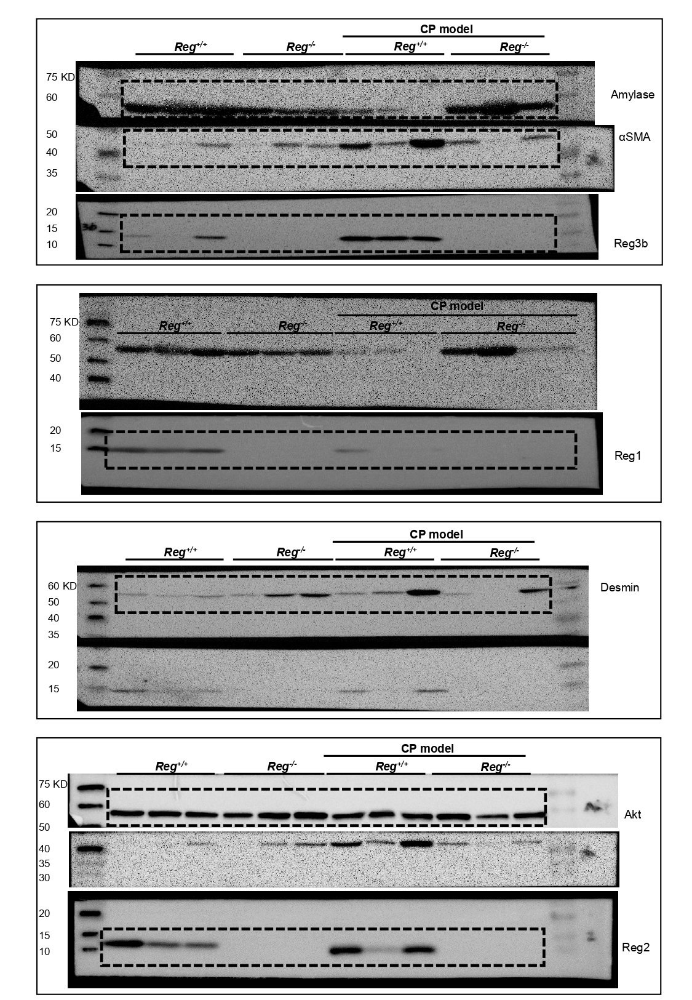 CP model
Reg+/+ Reg-/- Reg+/+ Reg-/-
75 KD
60
Amylase
50
αSMA
40
35
20
15
3b
10
Reg3b
CP model
75 KD
Reg+/+ Reg-/- Reg+/+ Reg-/-
60
50
40
20
15
Reg1
CP model
Reg+/+ Reg-/- Reg+/+ Reg-/-
60 KD
Desmin
50
40
35
20
15
CP model
Reg+/+ Reg-/- Reg+/+ Reg-/-
75 KD
60
Akt
50
40
35
30
20
15
Reg2
10